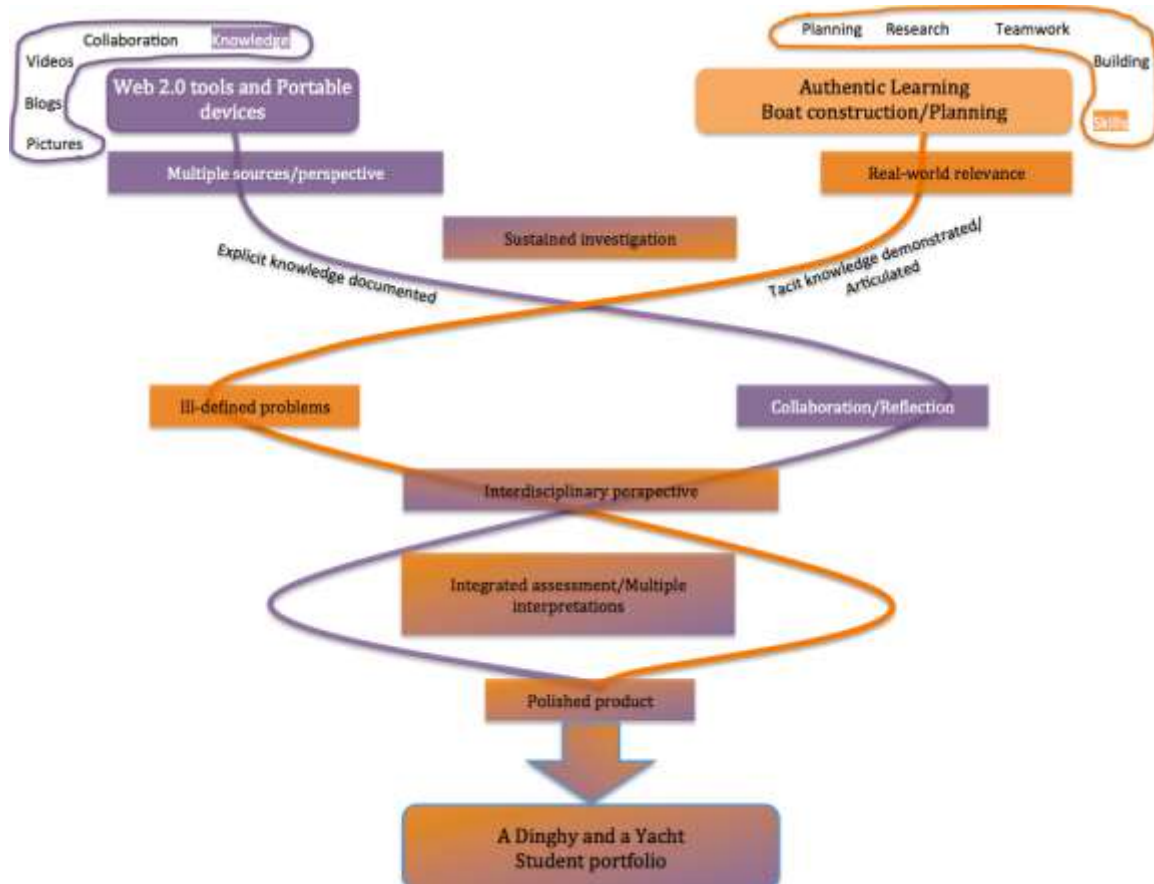 Collaboration
Knowledge
Videos
Blogs
Pictures
Web 2.0 tools and Portable
devices
Planning
Research
Teamwork
Building
Skills
Authentic Learning
Boat construction/Planning
Multiple sources/perspective
Real-world relevance
Sustained investigation
Explicit knowledge documented
Tacit knowledge demonstrated/
Articulated
Ill-defined problems
Collaboration/Reflection
Interdisciplinary perspective
Integrated assessment/Multiple
interpretations
Polished product
A Dinghy and a Yacht
Student portfolio